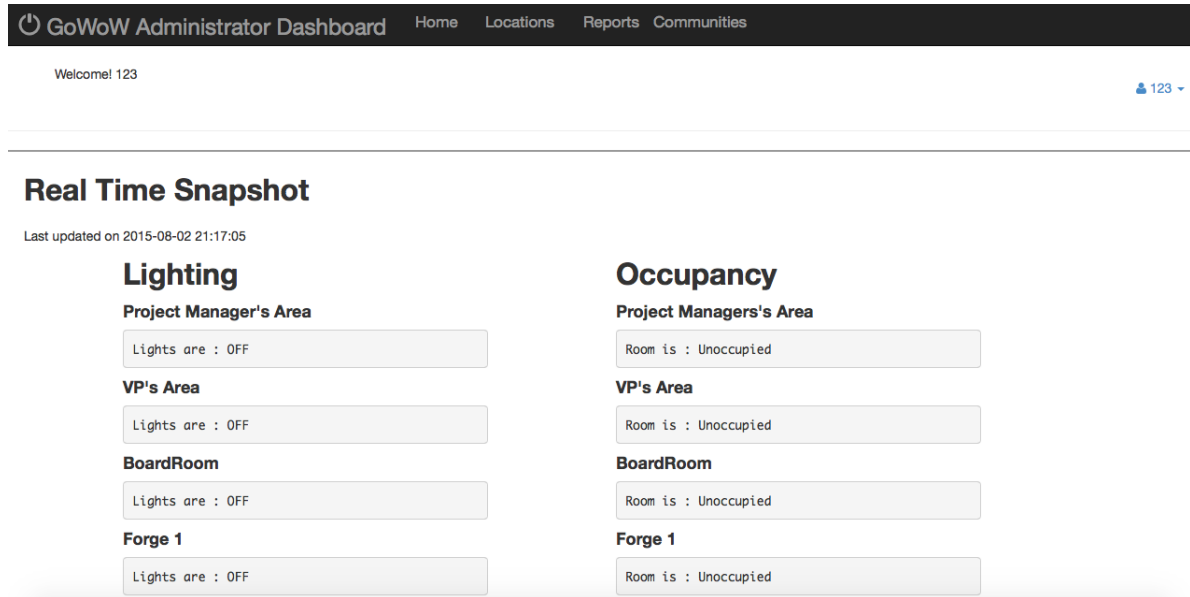 GoWoW Administrator Dashboard Home Locations Reports Communities
Welcome! 123
123
Real Time Snapshot
Last updated on 2015-08-02 21:17:05
Lighting
Project Manager's Area
Lights are : OFF
VP's Area
Lights are : OFF
BoardRoom
Lights are : OFF
Forge 1
Lights are : OFF
Occupancy
Project Managers's Area
Room is : Unoccupied
VP's Area
Room is : Unoccupied
BoardRoom
Room is : Unoccupied
Forge 1
Room is : Unoccupied